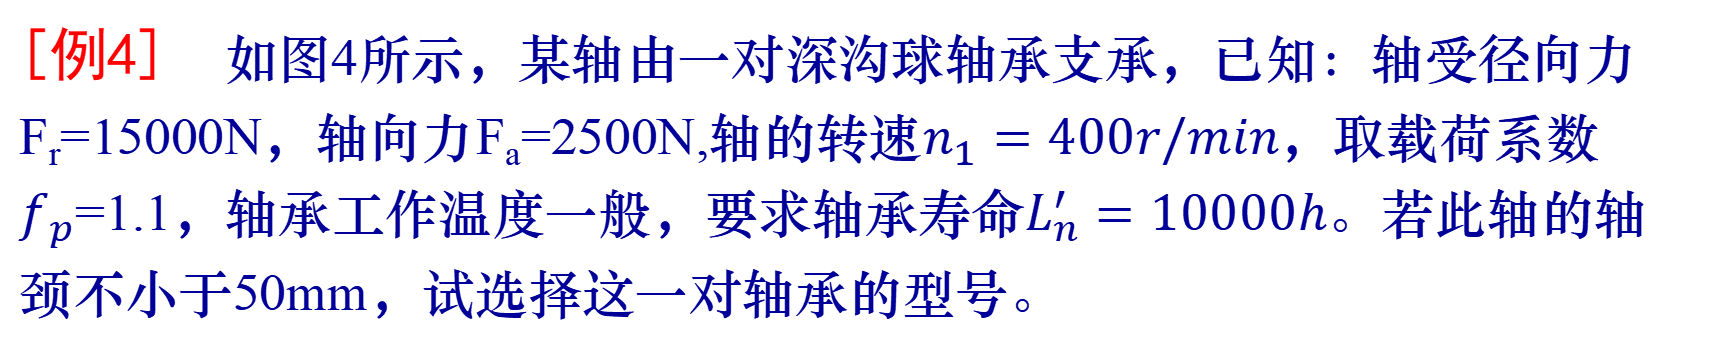 ［例4］ 如图4所示，某轴由一对深沟球轴承支承，已知：轴受径向力
Fr=15000N，轴向力Fa=2500N,轴的转速n₁ = 400r/min，取载荷系数
fp=1.1，轴承工作温度一般，要求轴承寿命L′n = 10000h。若此轴的轴
颈不小于50mm，试选择这一对轴承的型号。